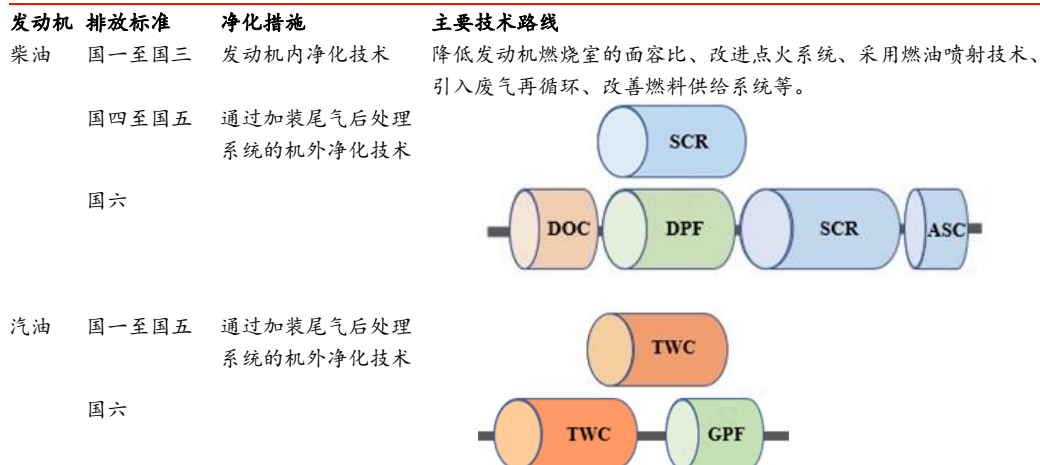 发动机 排放标准 净化措施 主要技术路线
柴油 国一至国三 发动机内净化技术 降低发动机燃烧室的面容比、改进点火系统、采用燃油喷射技术、
引入废气再循环、改善燃料供给系统等。
国四至国五 通过加装尾气后处理
系统的机外净化技术
SCR
国六
DOC DPF SCR ASC
汽油 国一至国五 通过加装尾气后处理
系统的机外净化技术
TWC
国六
TWC GPF